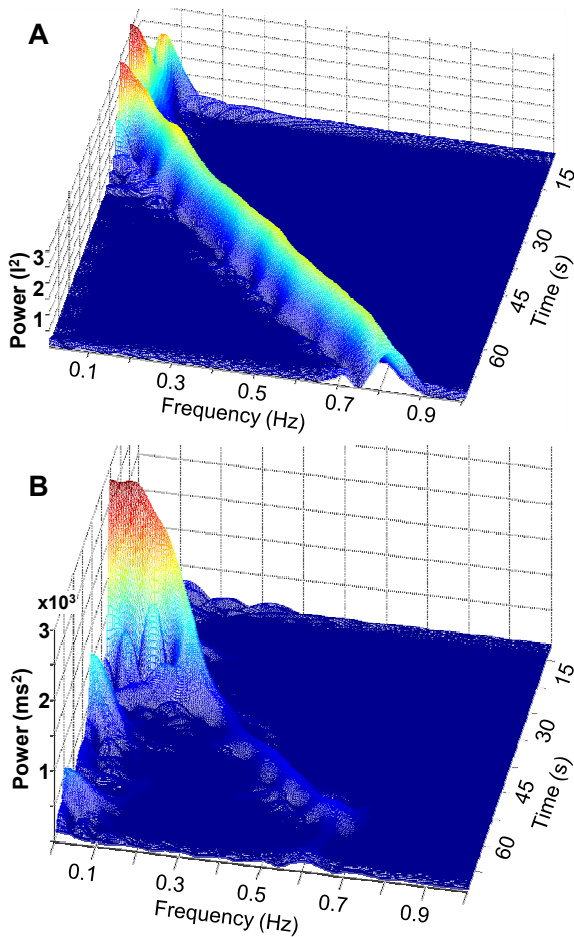 A
15
30
45
60
Time (s)
3
2
1
Power (l²)
0.1
0.3
0.5
0.7
0.9
Frequency (Hz)
B
x10³
3
2
1
Power (ms²)
15
30
45
60
Time (s)
0.1
0.3
0.5
0.7
0.9
Frequency (Hz)